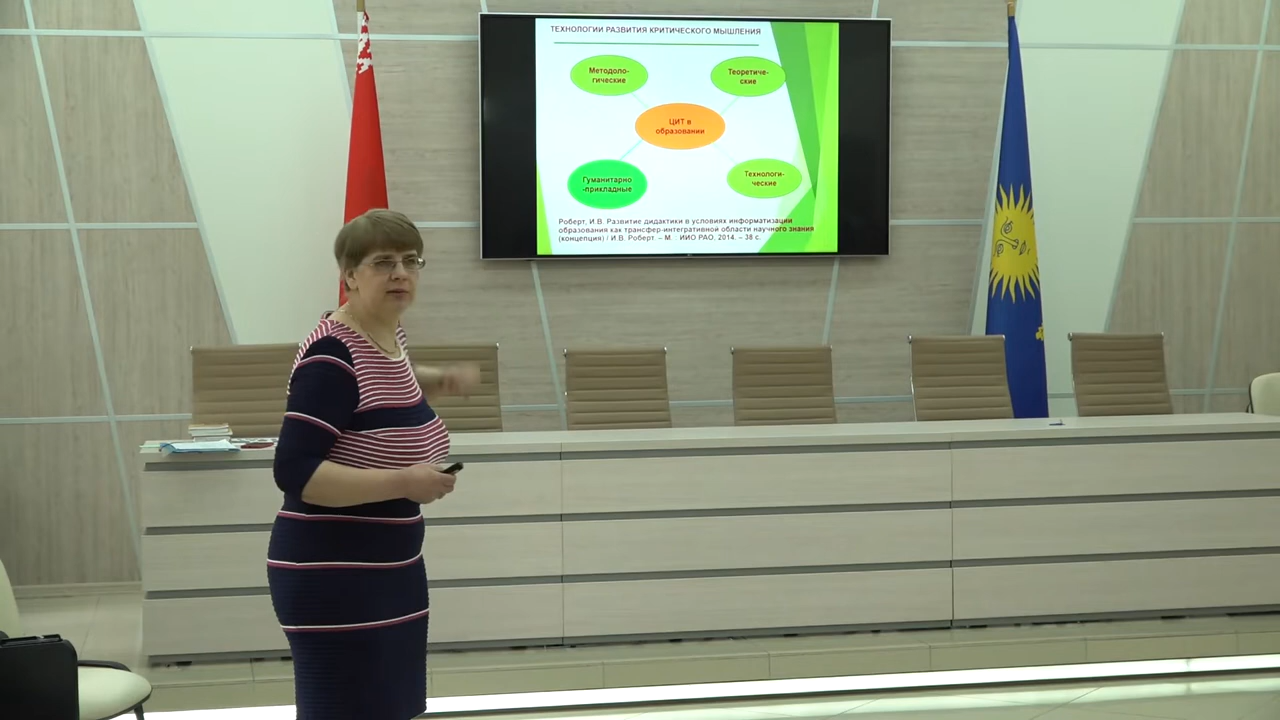 ТЕХНОЛОГИИ РАЗВИТИЯ КРИТИЧЕСКОГО МЫШЛЕНИЯ
Методоло-
гические
Теоретиче-
ские
ЦИТ в
образовании
Гуманитарно
-прикладные
Технологи-
ческие
Роберт, И.В. Развитие дидактики в условиях информатизации
образования как трансфер-интегративной области научного знания
(концепция) / И.В. Роберт. – М. : ИИО РАО, 2014. – 38 с.